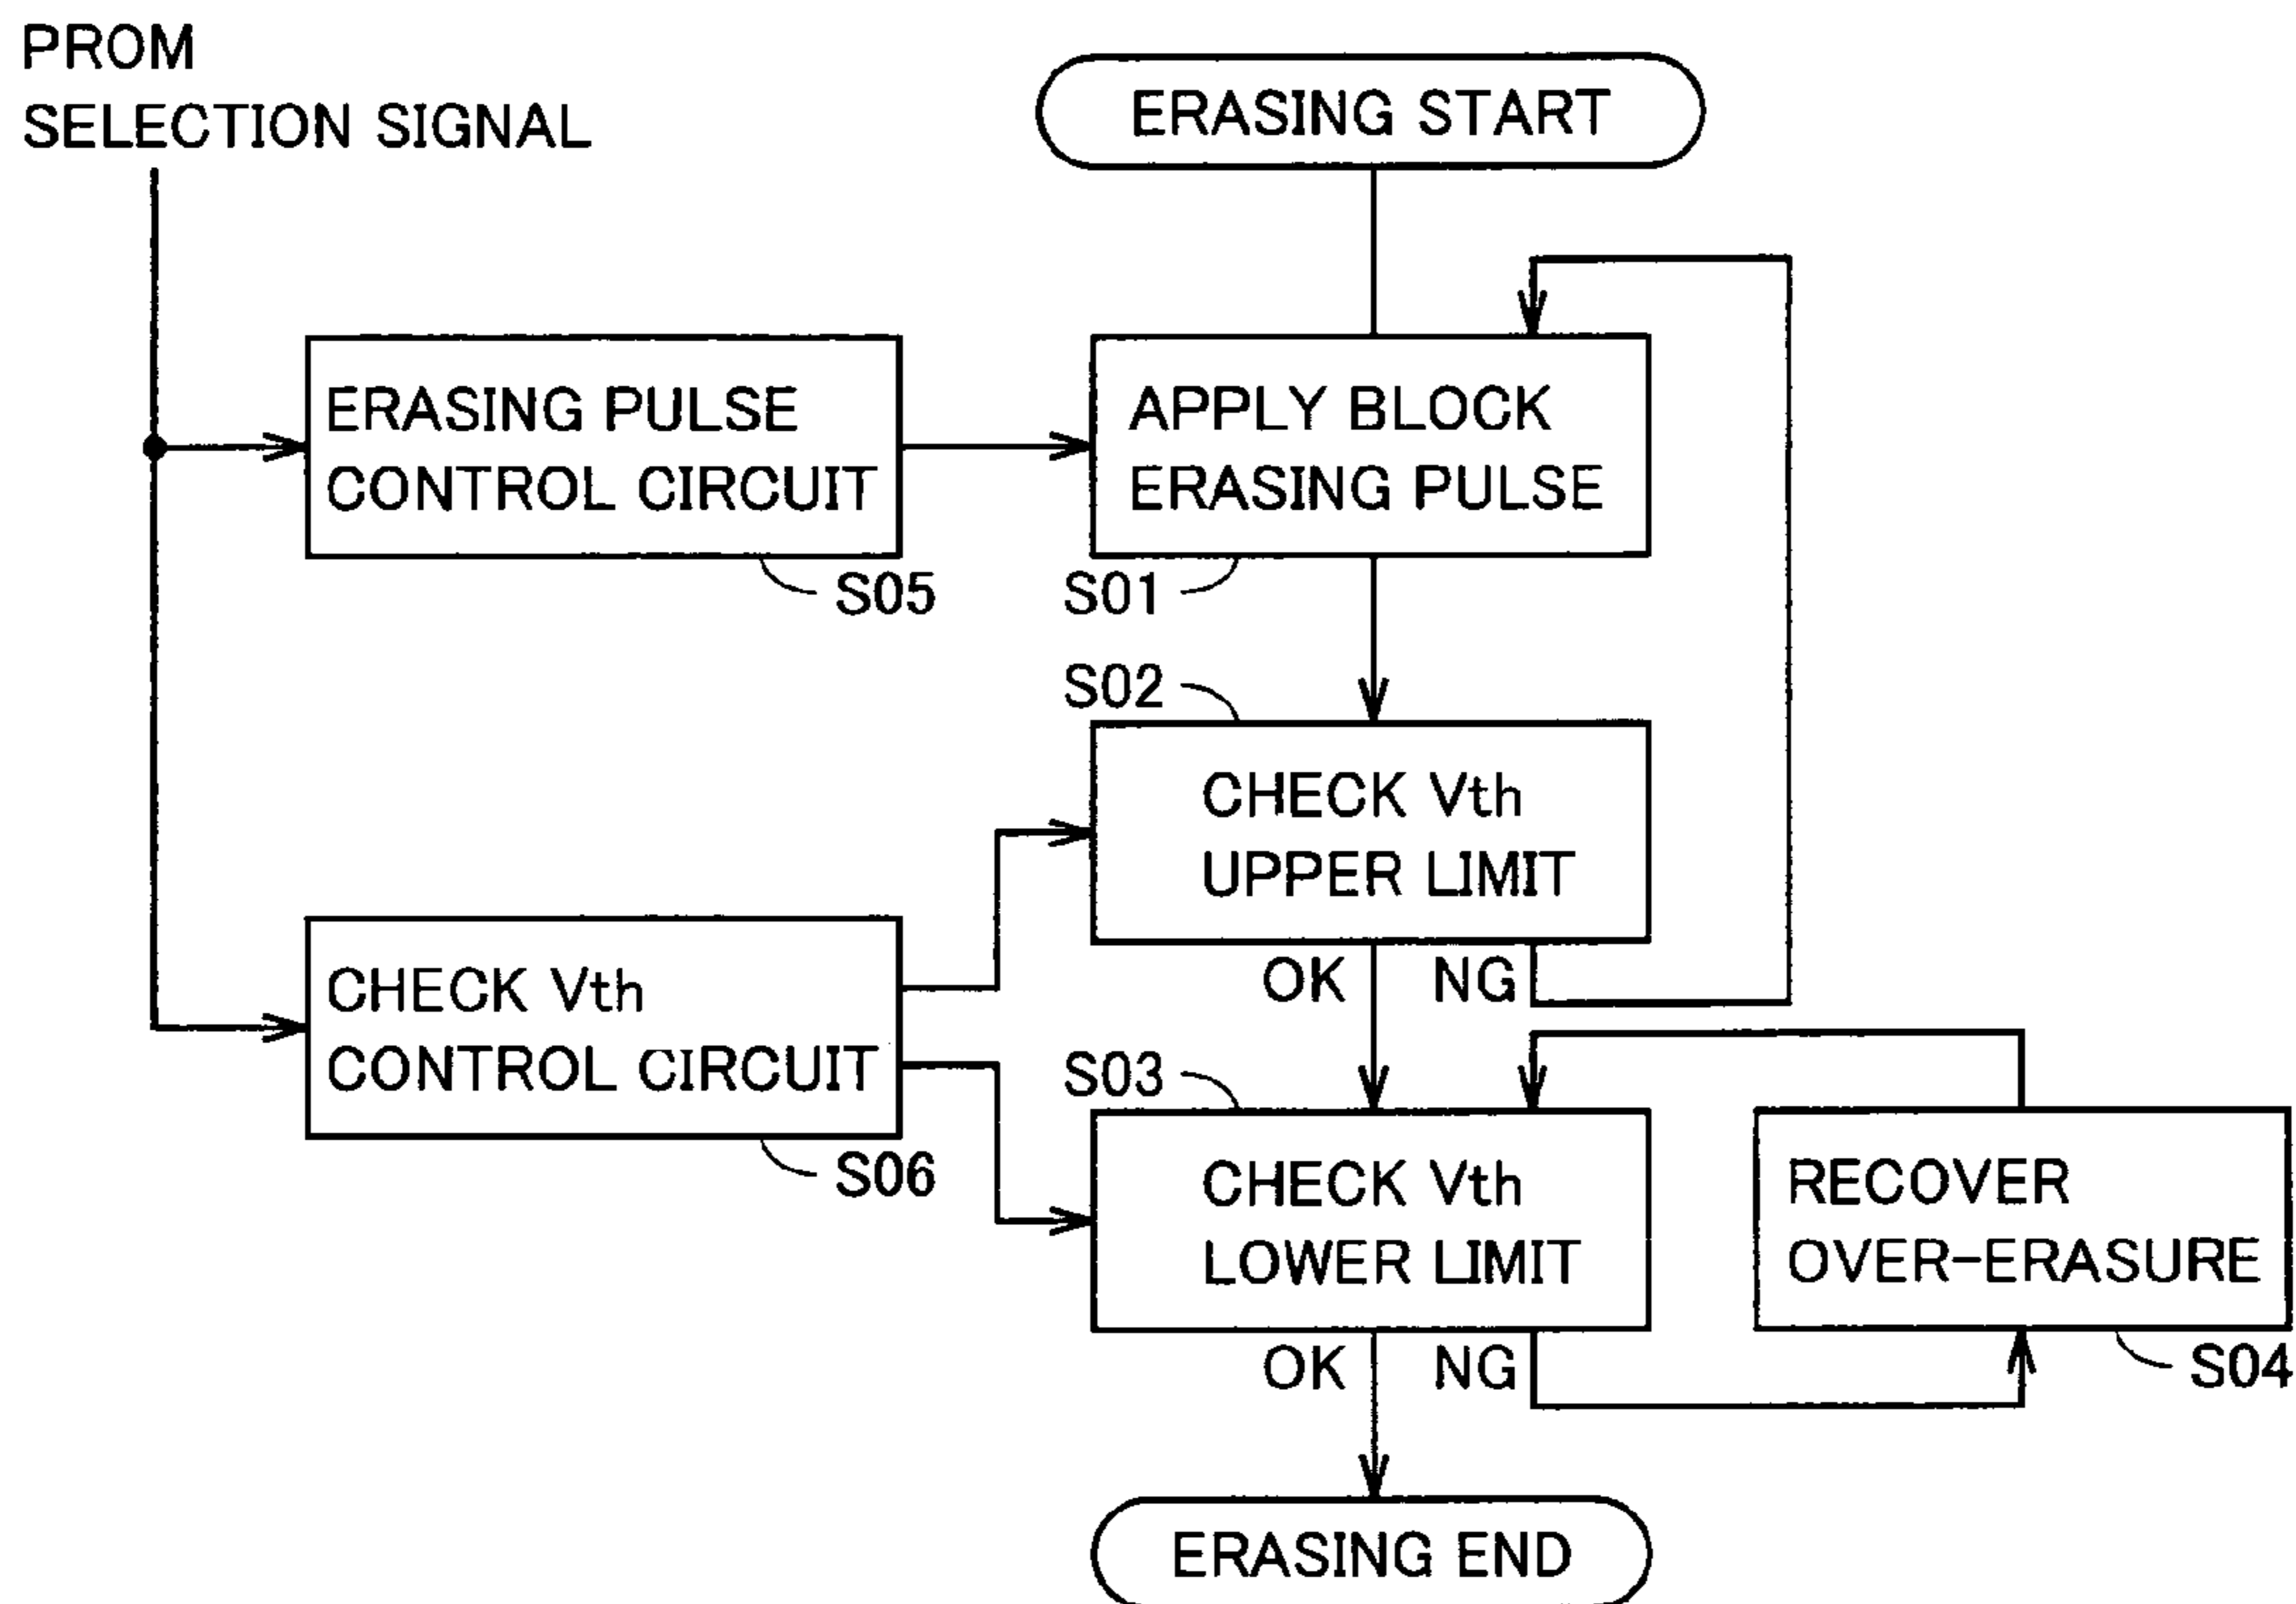 PROM
SELECTION SIGNAL
ERASING START
ERASING PULSE
CONTROL CIRCUIT
S05
APPLY BLOCK
ERASING PULSE
S01
S02
CHECK Vth
UPPER LIMIT
OK
NG
CHECK Vth
CONTROL CIRCUIT
S06
S03
CHECK Vth
LOWER LIMIT
OK
NG
RECOVER
OVER-ERASURE
S04
ERASING END